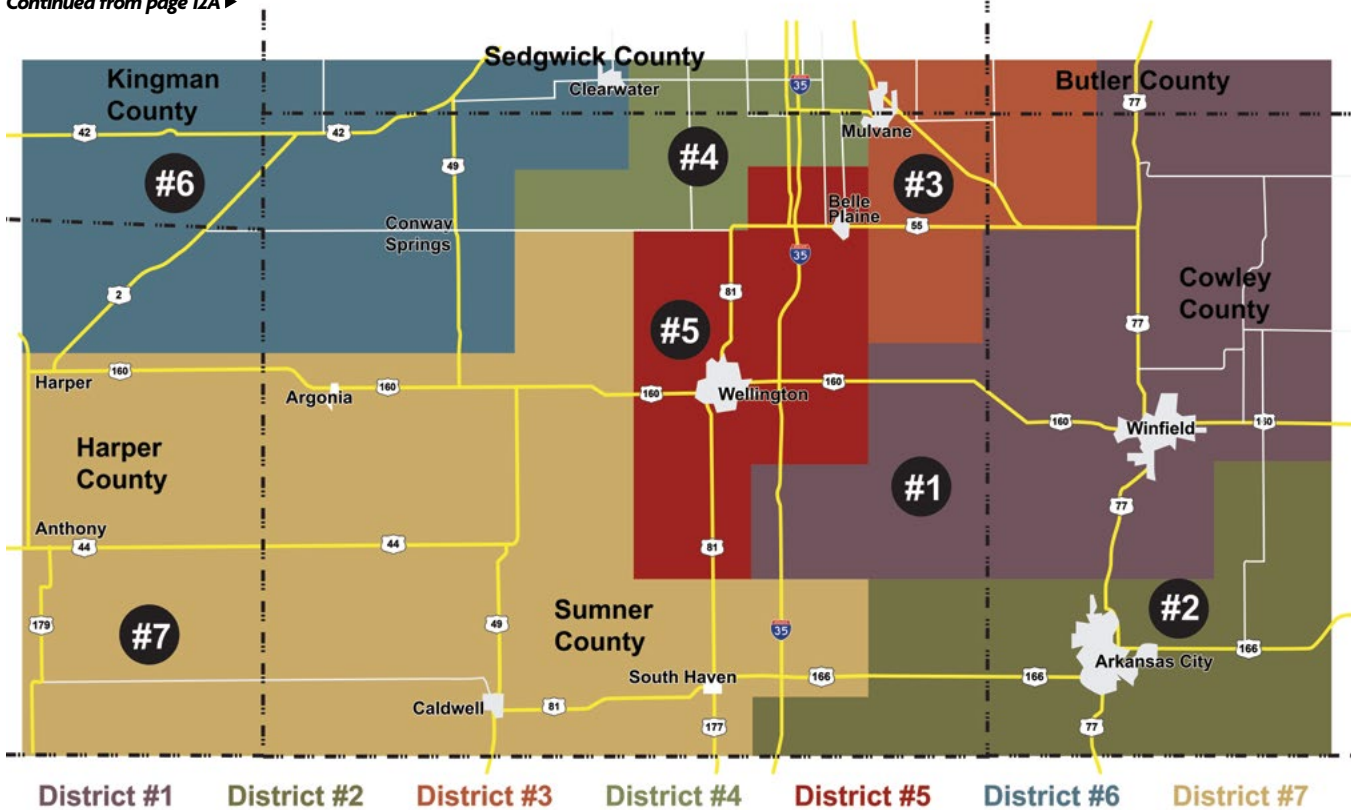 Continued from page 12A ▶
Sedgwick County
Kingman
County
Butler County
Clearwater
35
77
42
42
Mulvane
49
#4
#6
#3
Belle
Plaine
Conway
Springs
55
35
2
81
Cowley
County
77
#5
160
Harper
Argonia
160
160
Wellington
160
160
Winfield
160
Harper
County
#1
77
Anthony
44
44
81
Sumner
County
#2
179
49
35
#7
166
Arkansas City
South Haven
166
166
Caldwell
81
177
77
District #1 District #2 District #3 District #4 District #5 District #6 District #7